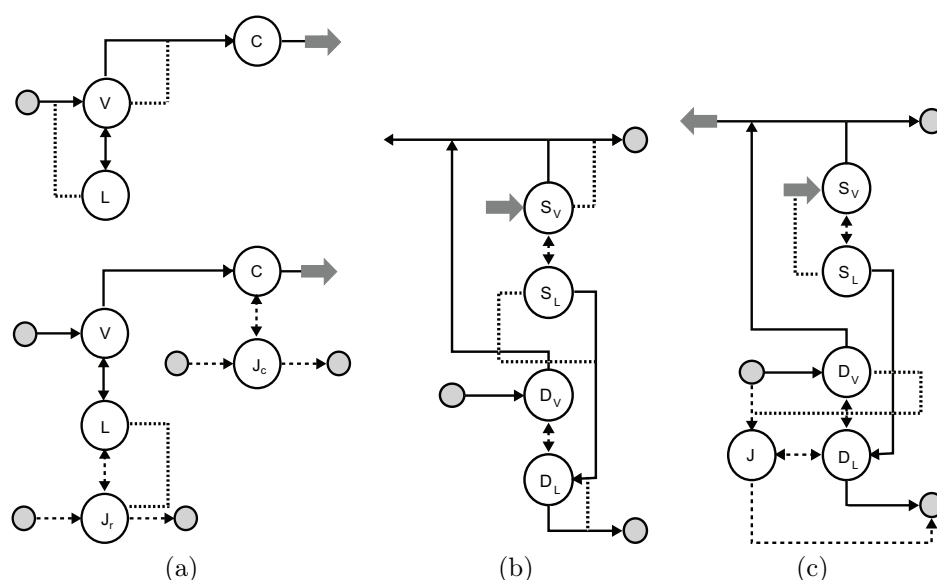 C
V
L
C
V
J_c
L
J_r
(a)
S_V
S_L
D_V
D_L
(b)
S_V
S_L
D_V
J
D_L
(c)